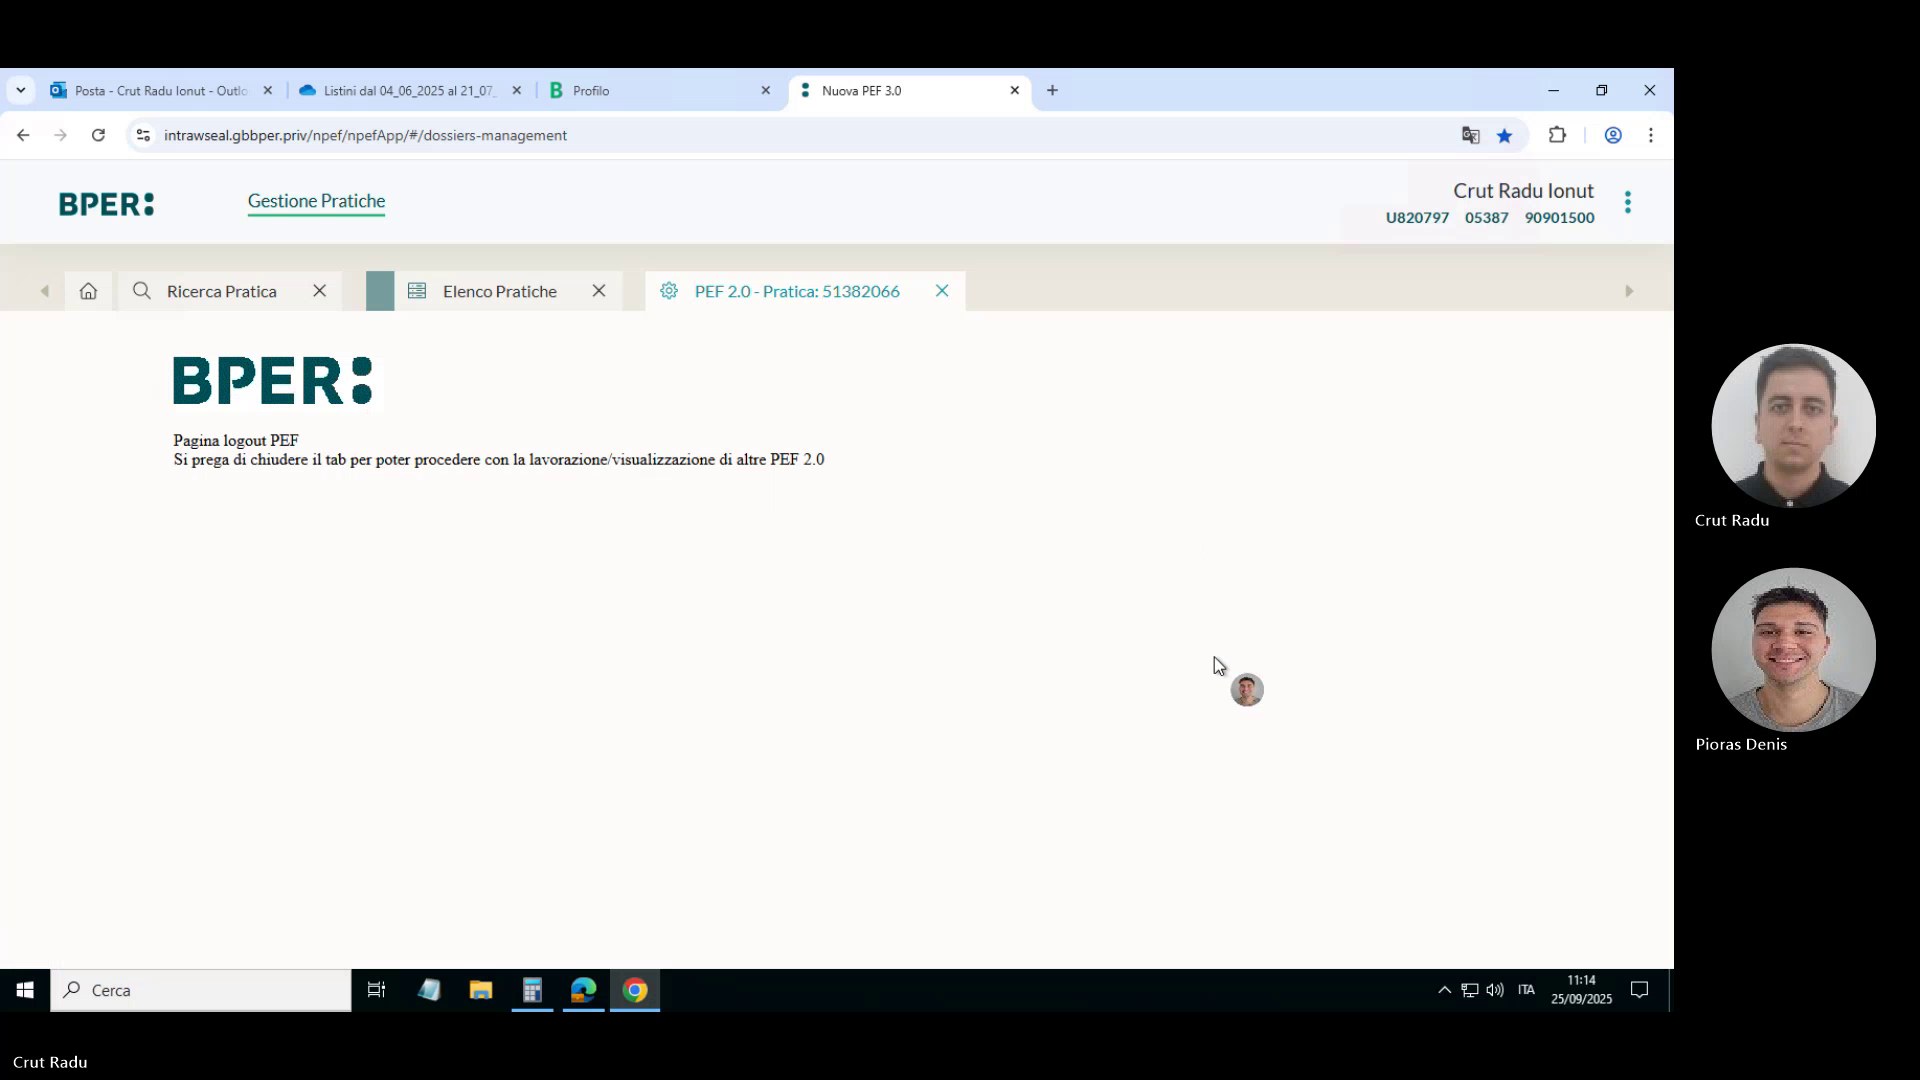 Posta - Crut Radu Ionut - Outlo
Listini dal 04_06_2025 al 21_07_
Profilo
Nuova PEF 3.0
intrawseal.gbbper.priv/npef/npefApp/#/dossiers-management
BPER:
Gestione Pratiche
Crut Radu Ionut
U820797 05387 90901500
Ricerca Pratica
Elenco Pratiche
PEF 2.0 - Pratica: 51382066
BPER:
Pagina logout PEF
Si prega di chiudere il tab per poter procedere con la lavorazione/visualizzazione di altre PEF 2.0
Crut Radu
Pioras Denis
Cerca
ITA
11:14
25/09/2025
Crut Radu